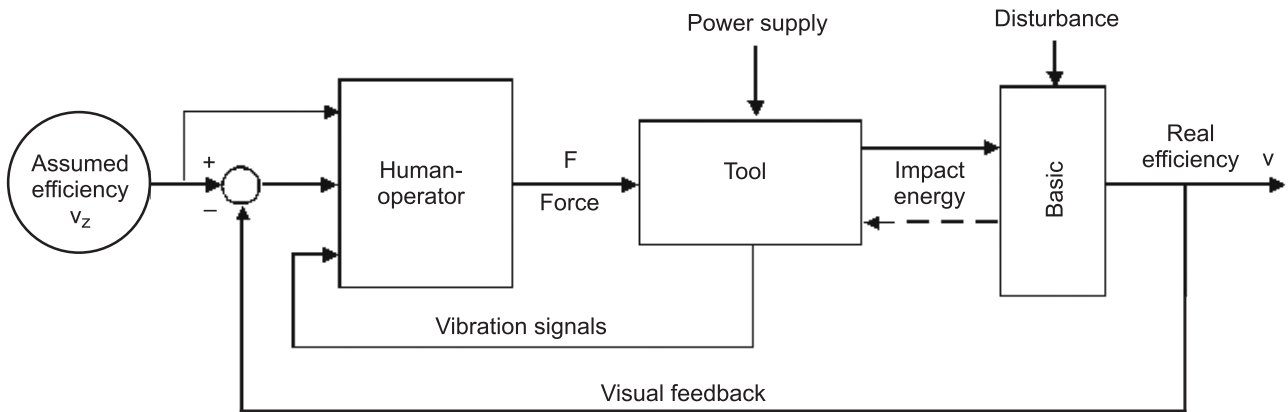 Power supply
Disturbance
Assumed
efficiency
vz
+
−
Human-
operator
F
Force
Tool
Impact
energy
Basic
Real
efficiency
v
Vibration signals
Visual feedback